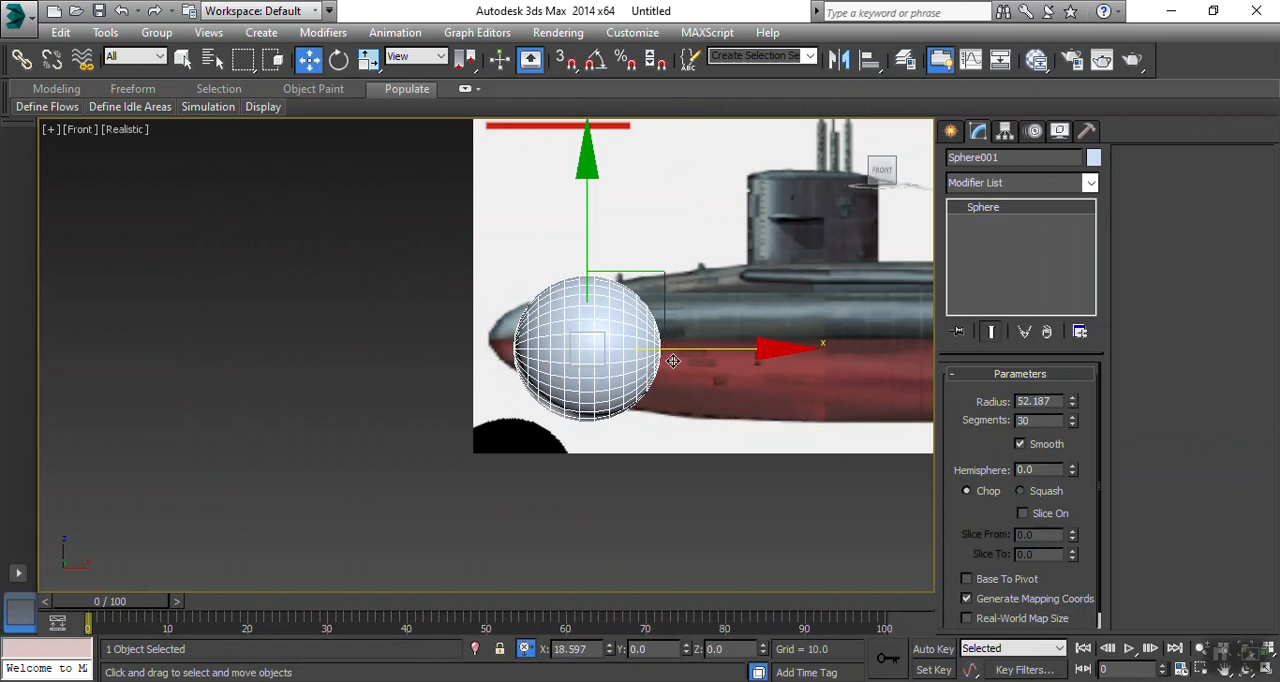 Workspace: Default
Autodesk 3ds Max 2014 x64 Untitled
Type a keyword or phrase
Edit Tools Group Views Create Modifiers Animation Graph Editors Rendering Customize MAXScript Help
All View 3 Create Selection Se
Modeling Freeform Selection Object Paint Populate
Define Flows Define Idle Areas Simulation Display
[+] [Front] [Realistic]
FRONT
x
z
x
Sphere001
Modifier List
Sphere
- Parameters
Radius: 52.187
Segments: 30
Smooth
Hemisphere: 0.0
Chop Squash
Slice On
Slice From: 0.0
Slice To: 0.0
Base To Pivot
Generate Mapping Coords
Real-World Map Size
< 0 / 100 >
0 10 20 30 40 50 60 70 80 90 100
1 Object Selected X: 18.597 Y: 0.0 Z: 0.0 Grid = 10.0 Auto Key Selected
Welcome to M Click and drag to select and move objects Add Time Tag Set Key Key Filters... 0